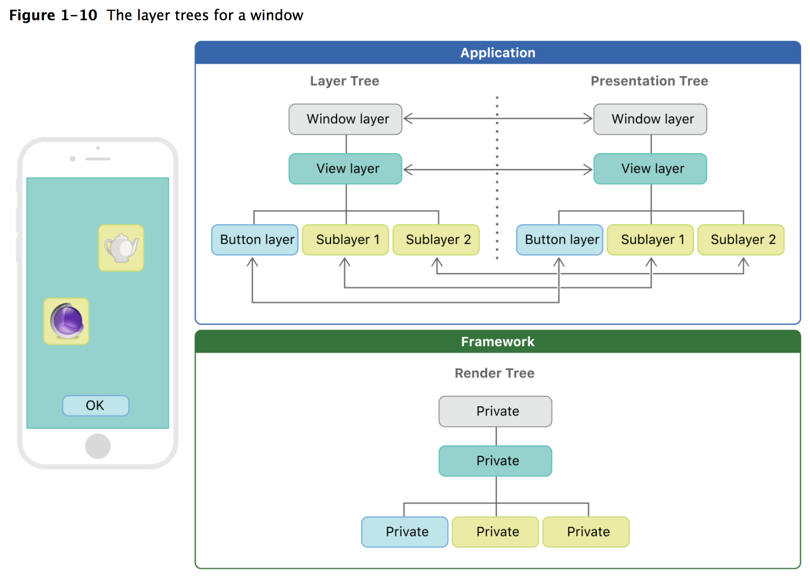 Figure 1-10 The layer trees for a window
Application
Layer Tree
Presentation Tree
Window layer
Window layer
View layer
View layer
Button layer
Sublayer 1
Sublayer 2
Button layer
Sublayer 1
Sublayer 2
OK
Framework
Render Tree
Private
Private
Private
Private
Private